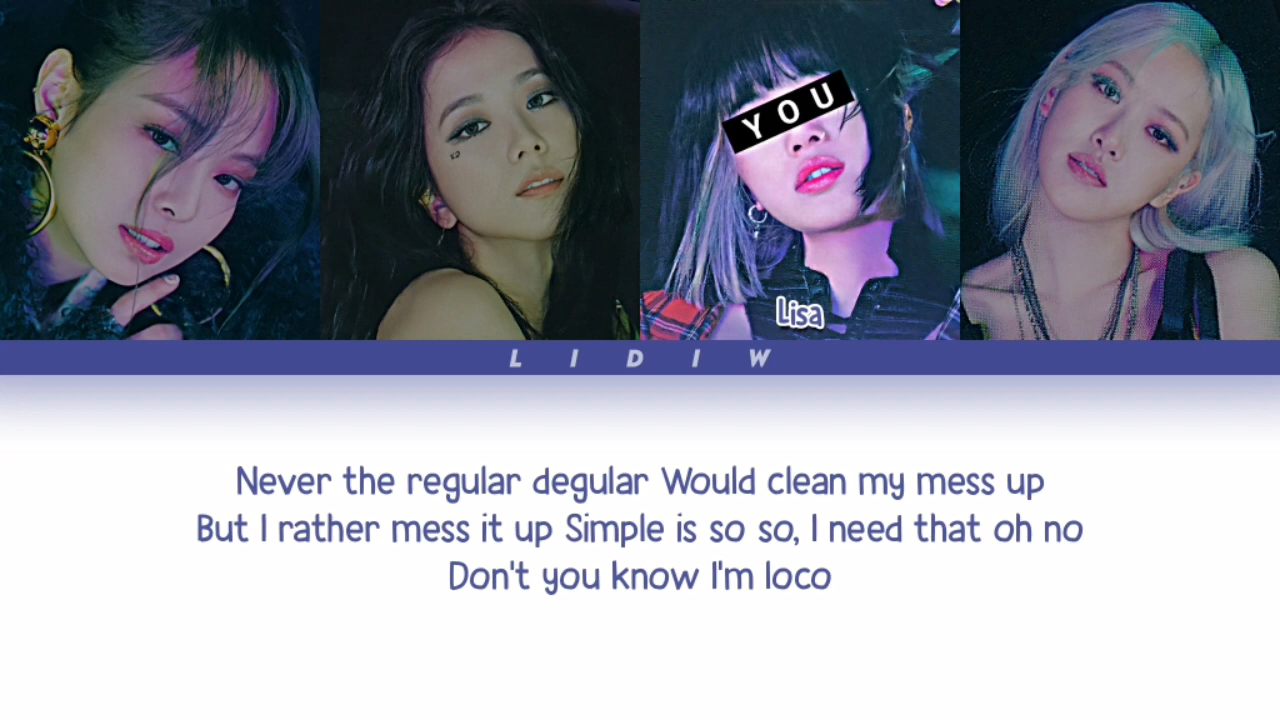 YOU
Lisa
LIDIW
Never the regular degular Would clean my mess up
But I rather mess it up Simple is so so, I need that oh no
Don't you know I'm loco